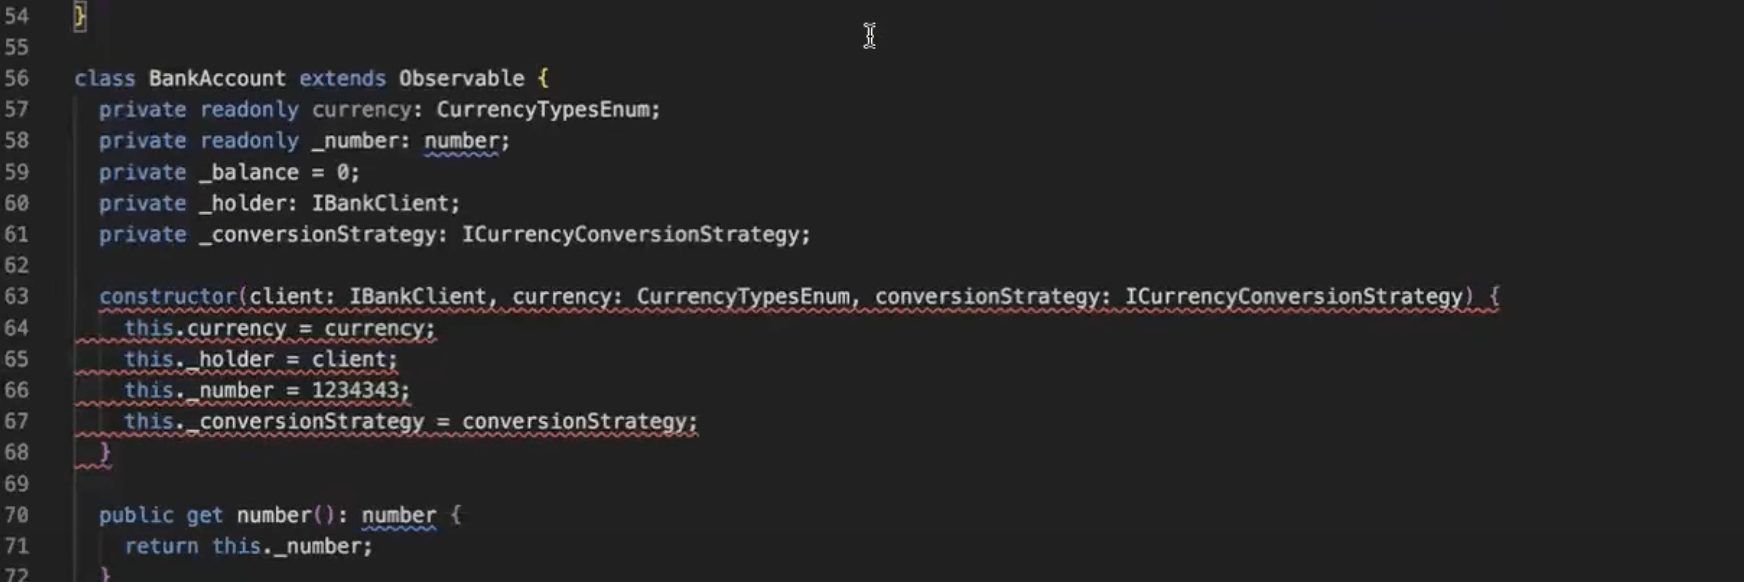 54 }
55
56 class BankAccount extends Observable {
57 private readonly currency: CurrencyTypesEnum;
58 private readonly _number: number;
59 private _balance = 0;
60 private _holder: IBankClient;
61 private _conversionStrategy: ICurrencyConversionStrategy;
62
63 constructor(client: IBankClient, currency: CurrencyTypesEnum, conversionStrategy: ICurrencyConversionStrategy) {
64 this.currency = currency;
65 this._holder = client;
66 this._number = 1234343;
67 this._conversionStrategy = conversionStrategy;
68 }
69
70 public get number(): number {
71 return this._number;
72 }